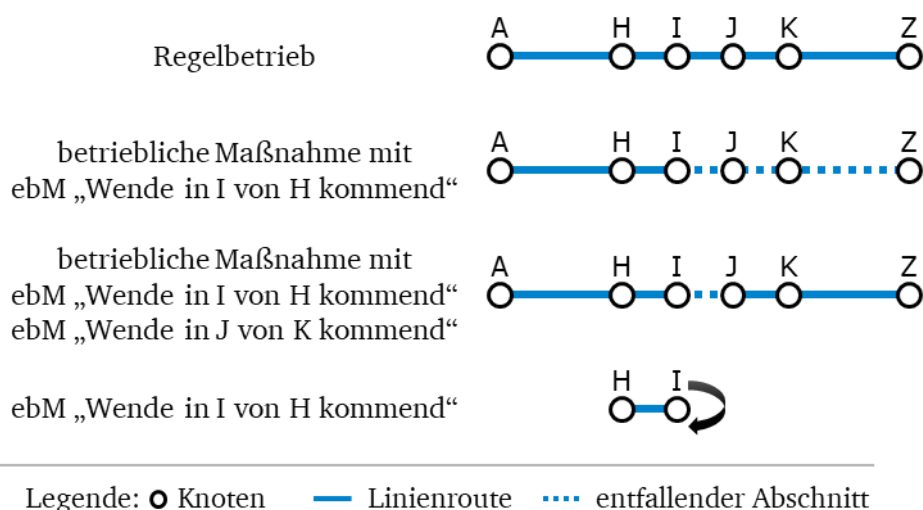 A H I J K Z
Regelbetrieb
A H I J K Z
betriebliche Maßnahme mit
ebM „Wende in I von H kommend“
A H I J K Z
betriebliche Maßnahme mit
ebM „Wende in I von H kommend“
ebM „Wende in J von K kommend“
H I
ebM „Wende in I von H kommend“
Legende: Knoten Linienroute entfallender Abschnitt